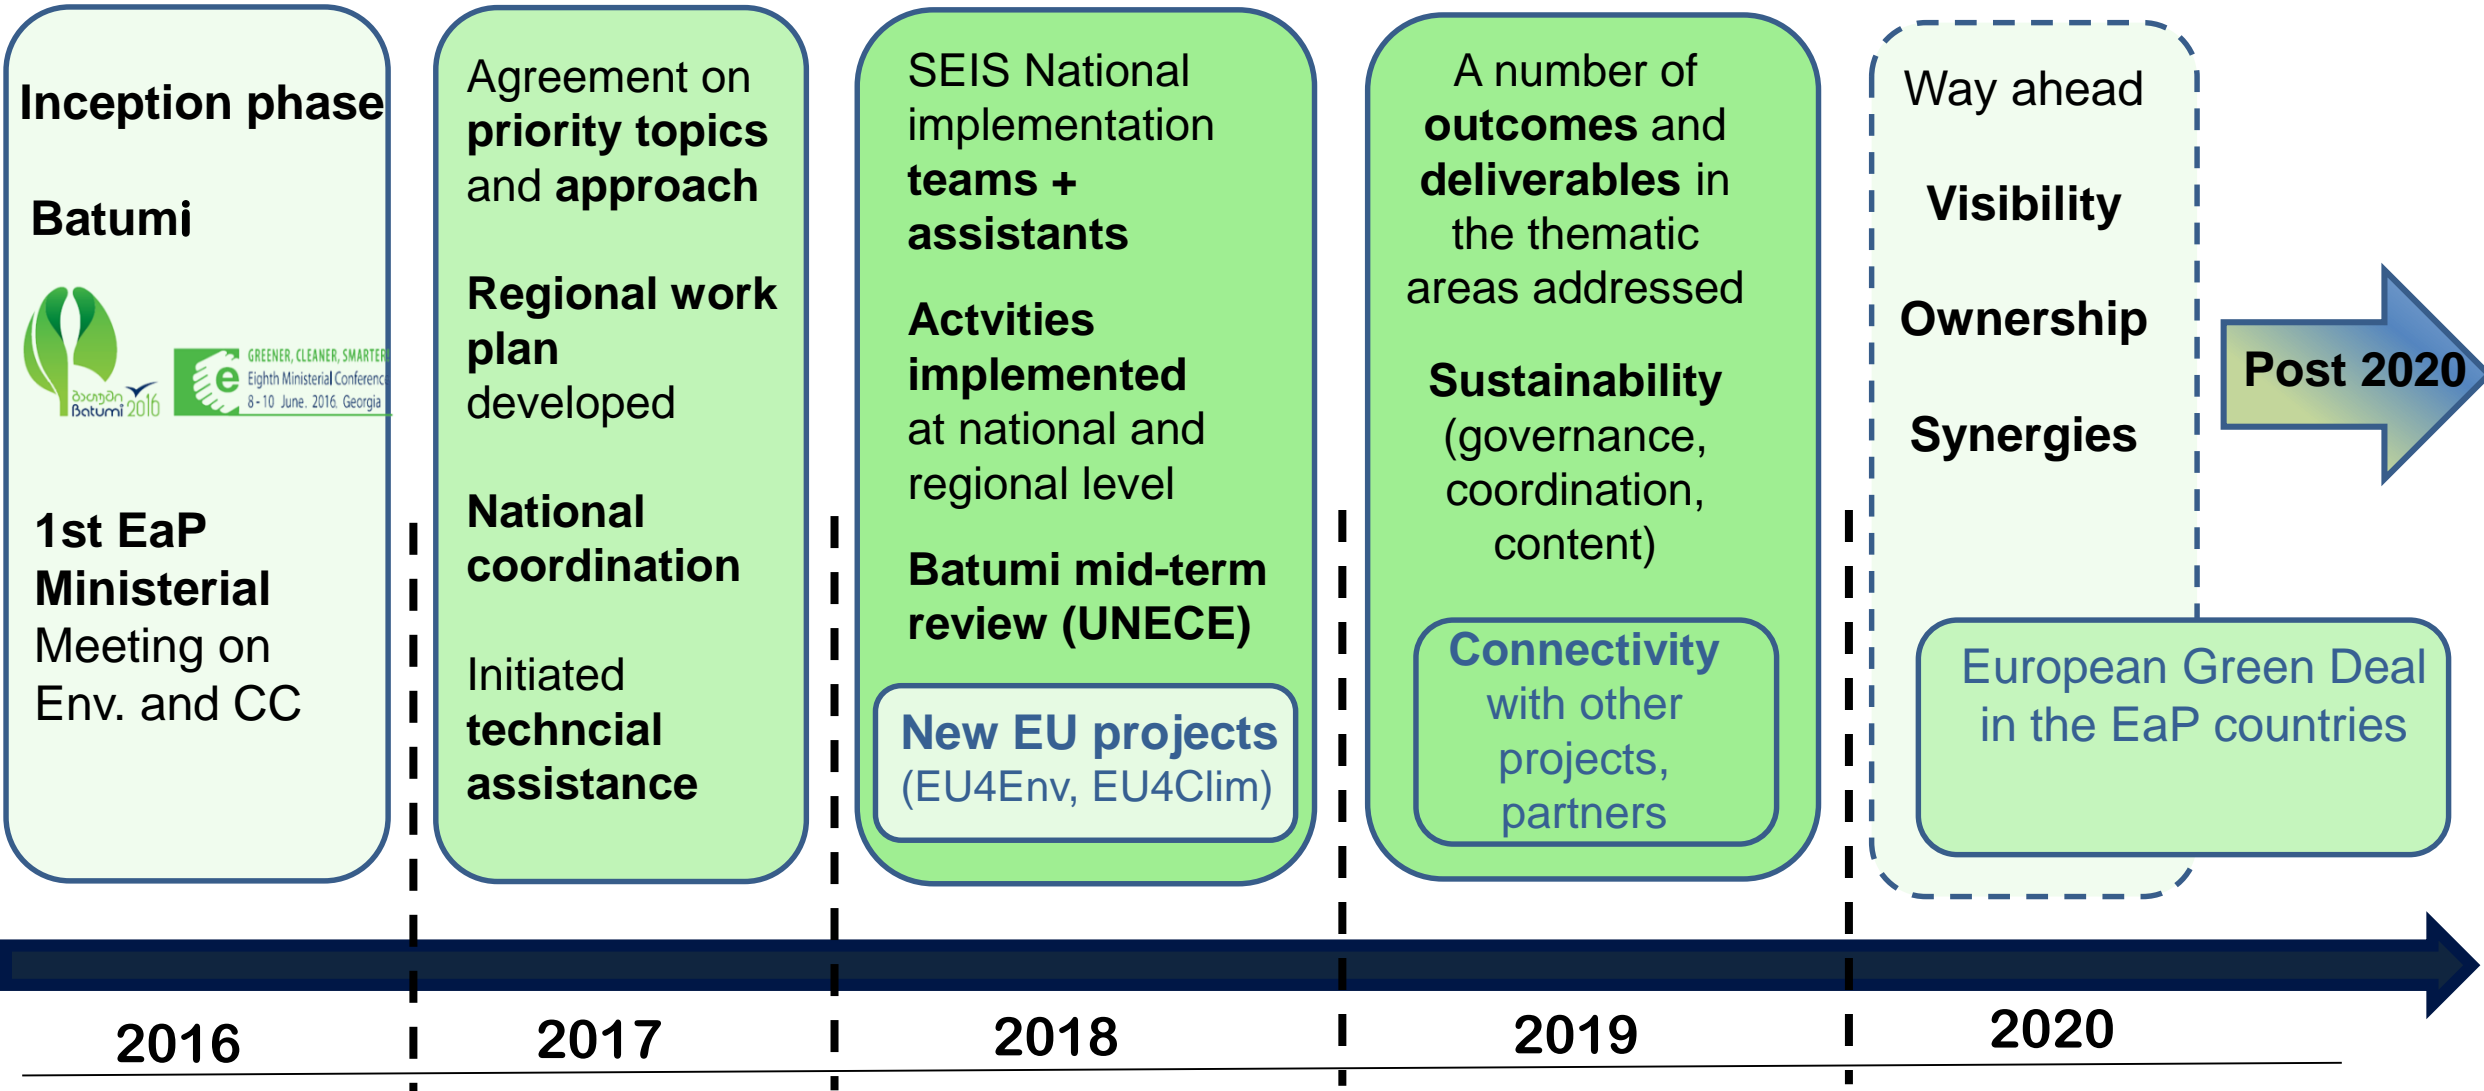 Inception phase
Batumi
ბათუმი
Batumi 2016
GREENER, CLEANER, SMARTER!
Eighth Ministerial Conference
8-10 June, 2016, Georgia
1st EaP
Ministerial
Meeting on
Env. and CC
Agreement on
priority topics
and approach
Regional work
plan
developed
National
coordination
Initiated
techncial
assistance
SEIS National
implementation
teams +
assistants
Actvities
implemented
at national and
regional level
Batumi mid-term
review (UNECE)
New EU projects
(EU4Env, EU4Clim)
A number of
outcomes and
deliverables in
the thematic
areas addressed
Sustainability
(governance,
coordination,
content)
Connectivity
with other
projects,
partners
Way ahead
Visibility
Ownership
Synergies
Post 2020
European Green Deal
in the EaP countries
2016
2017
2018
2019
2020